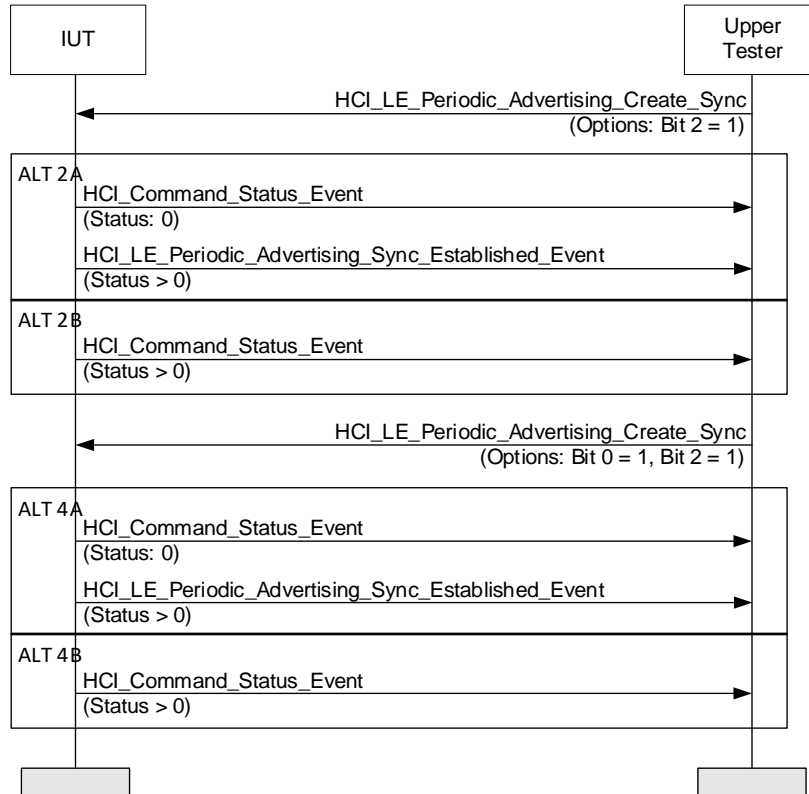 IUT
Upper
Tester
HCI_LE_Periodic_Advertising_Create_Sync
(Options: Bit 2 = 1)
ALT 2A
HCI_Command_Status_Event
(Status: 0)
HCI_LE_Periodic_Advertising_Sync_Established_Event
(Status > 0)
ALT 2B
HCI_Command_Status_Event
(Status > 0)
HCI_LE_Periodic_Advertising_Create_Sync
(Options: Bit 0 = 1, Bit 2 = 1)
ALT 4A
HCI_Command_Status_Event
(Status: 0)
HCI_LE_Periodic_Advertising_Sync_Established_Event
(Status > 0)
ALT 4B
HCI_Command_Status_Event
(Status > 0)